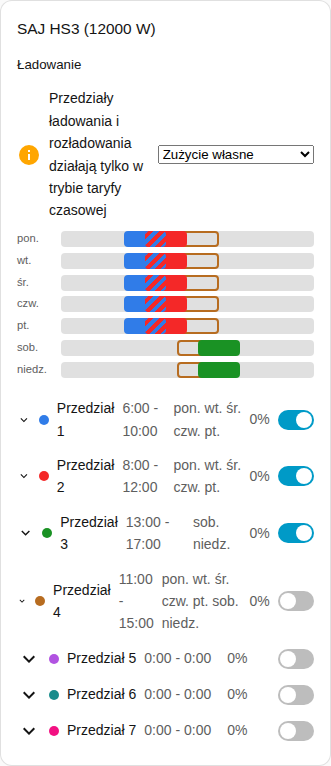 SAJ HS3 (12000 W)
Ładowanie
Przedziały
ładowania i
rozładowania
działają tylko w
trybie taryfy
czasowej
Zużycie własne
pon.
wt.
śr.
czw.
pt.
sob.
niedz.
Przedział 6:00 - pon. wt. śr. 0%
1 10:00 czw. pt.
Przedział 8:00 - pon. wt. śr. 0%
2 12:00 czw. pt.
Przedział 13:00 - sob. 0%
3 17:00 niedz.
Przedział 11:00 pon. wt. śr. 0%
4 - czw. pt. sob.
15:00 niedz.
Przedział 5 0:00 - 0:00 0%
Przedział 6 0:00 - 0:00 0%
Przedział 7 0:00 - 0:00 0%